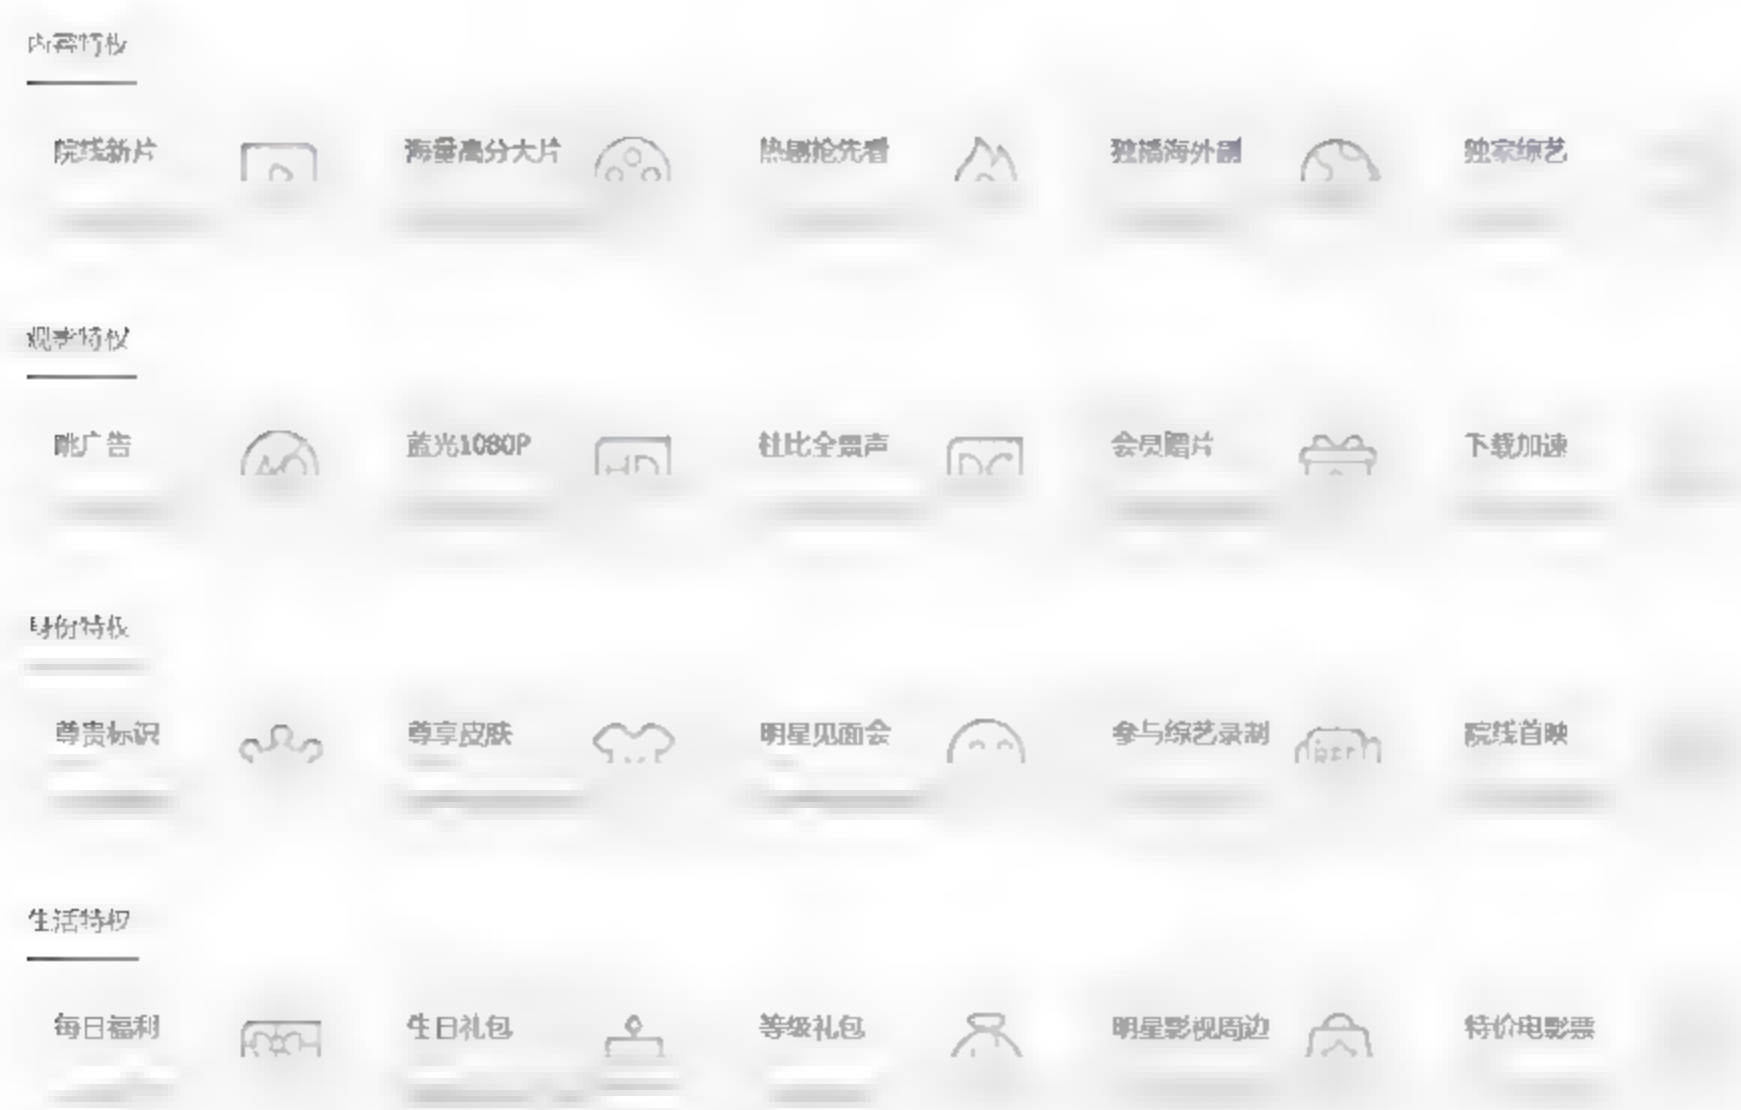 内容特权
院线新片 海量高分大片 热剧抢先看 独播海外剧 独家综艺
观影特权
跳广告 蓝光1080P 杜比全景声 会员赠片 下载加速
身份特权
尊贵标识 尊享皮肤 明星见面会 参与综艺录制 院线首映
生活特权
每日福利 生日礼包 等级礼包 明星影视周边 特价电影票